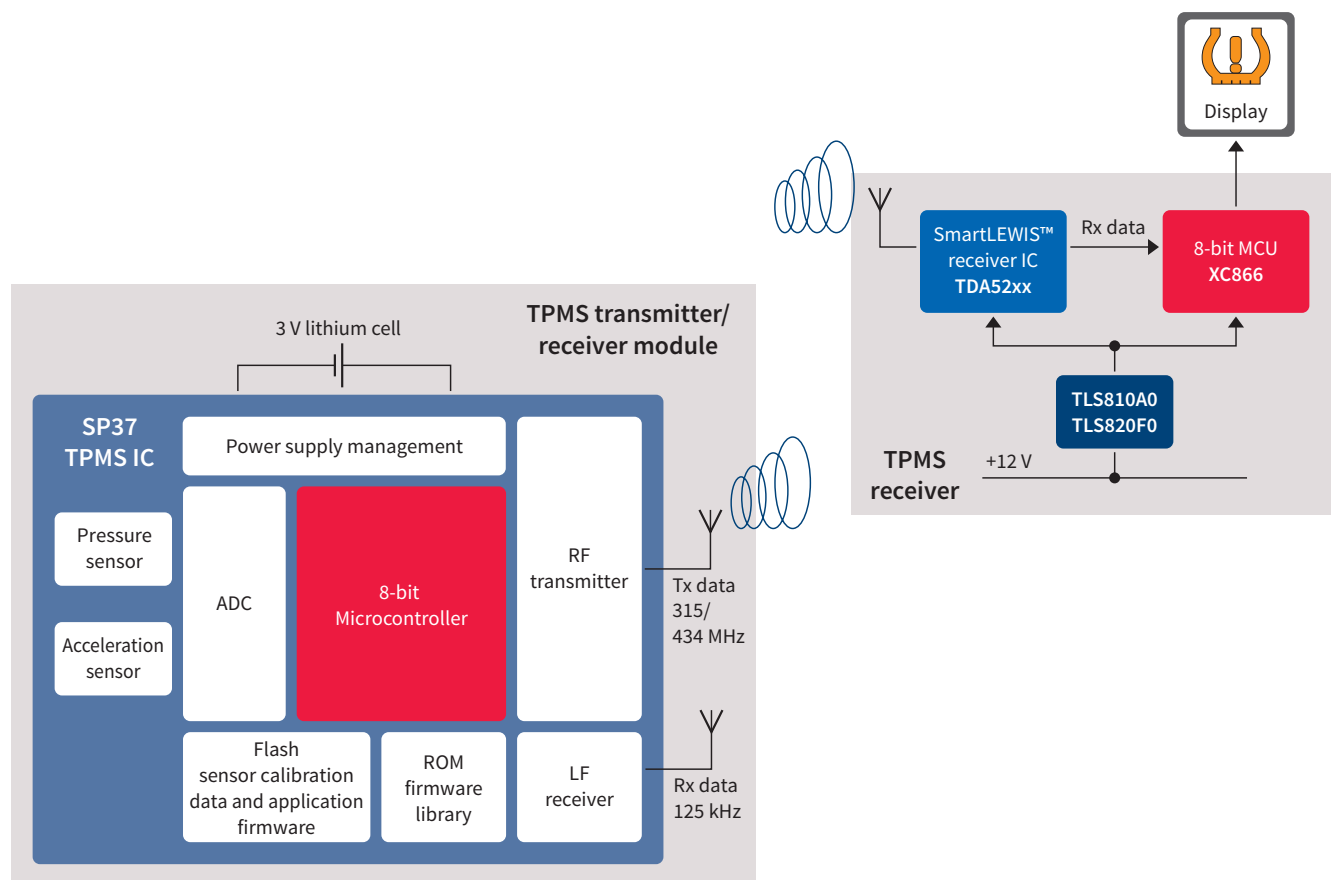 Display
SmartLEWIS™
receiver IC
TDA52xx
Rx data
8-bit MCU
XC866
TLS810A0
TLS820F0
TPMS
receiver
+12 V
TPMS transmitter/
receiver module
3 V lithium cell
SP37
TPMS IC
Power supply management
Pressure
sensor
Acceleration
sensor
ADC
8-bit
Microcontroller
RF
transmitter
Tx data
315/
434 MHz
Flash
sensor calibration
data and application
firmware
ROM
firmware
library
LF
receiver
Rx data
125 kHz